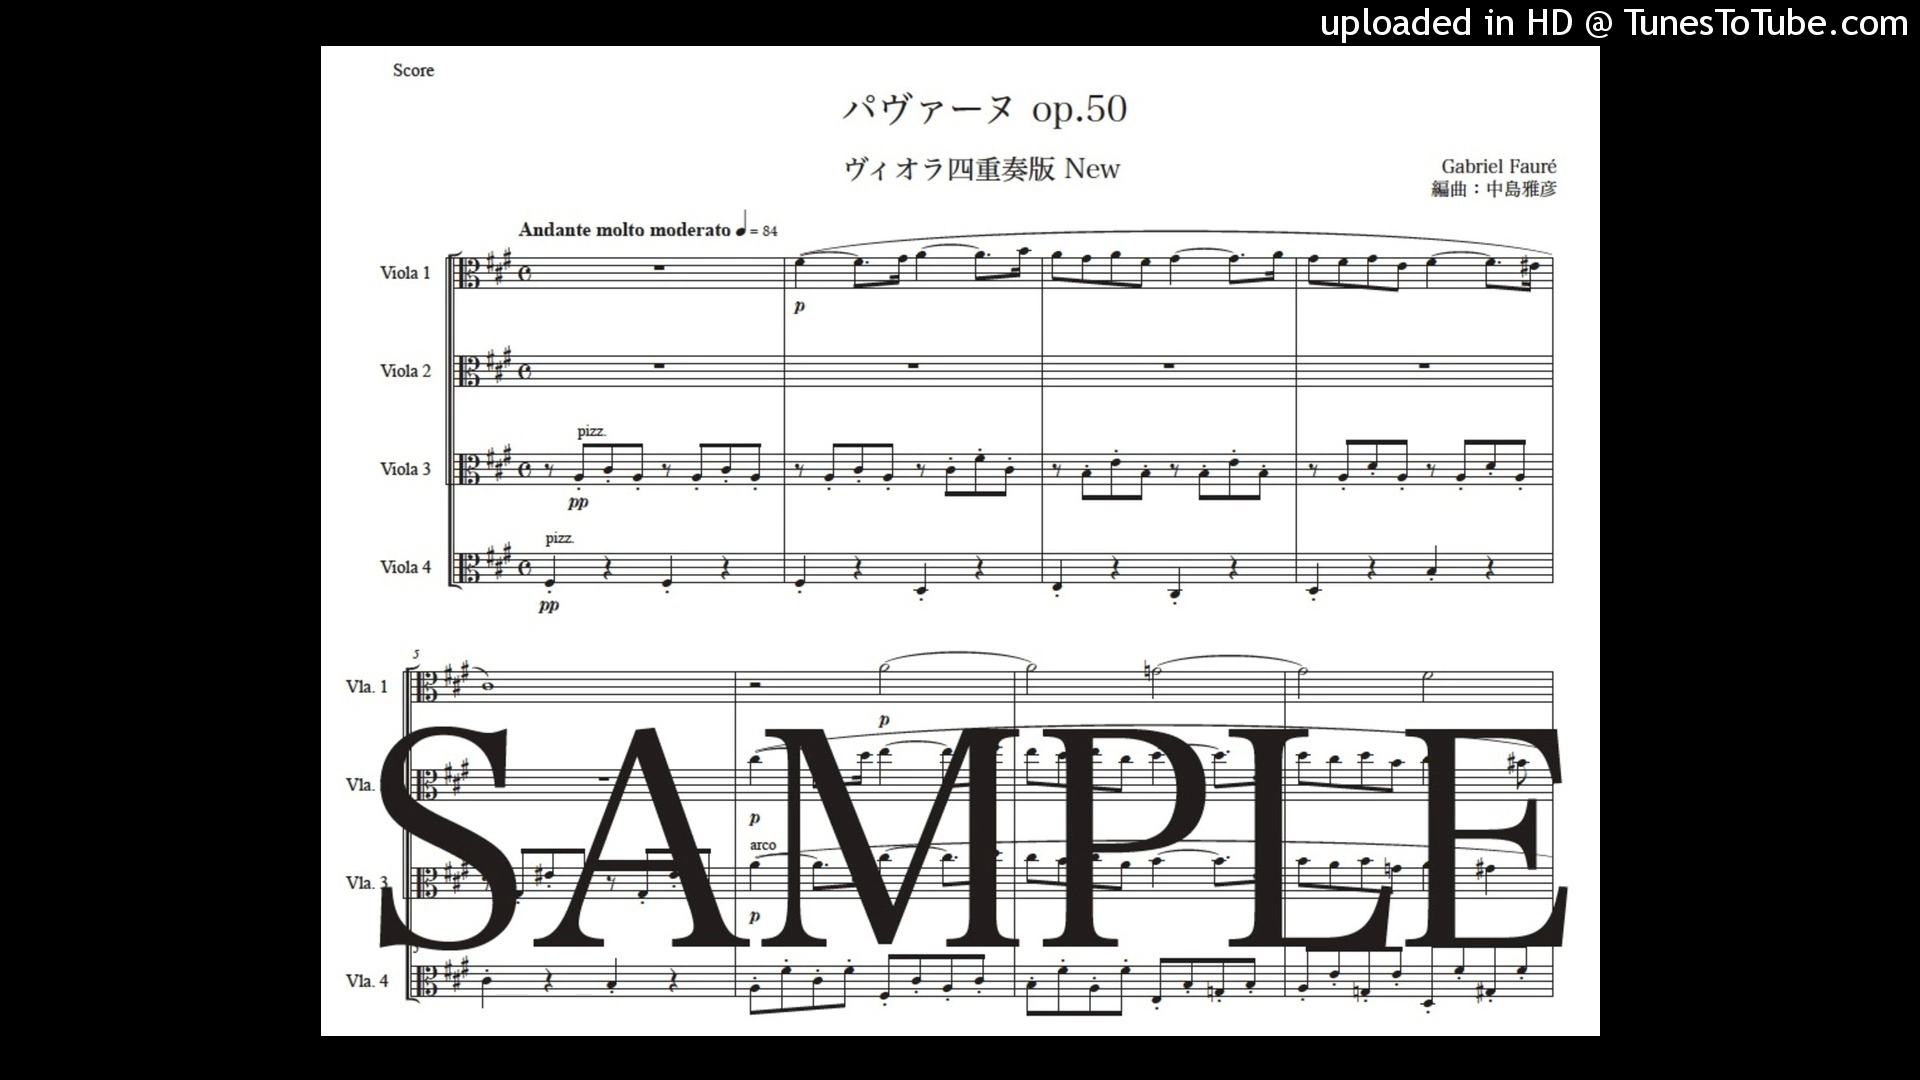 uploaded in HD @ TunesToTube.com
Score
パヴァーヌ op.50
ヴィオラ四重奏版 New
Gabriel Fauré
編曲：中島雅彦
Andante molto moderato ♩= 84
Viola 1
p
Viola 2
pizz.
Viola 3
pp
pizz.
Viola 4
pp
5
Vla. 1
p
Vla.
p
arco
Vla. 3
p
SAMPLE
Vla. 4